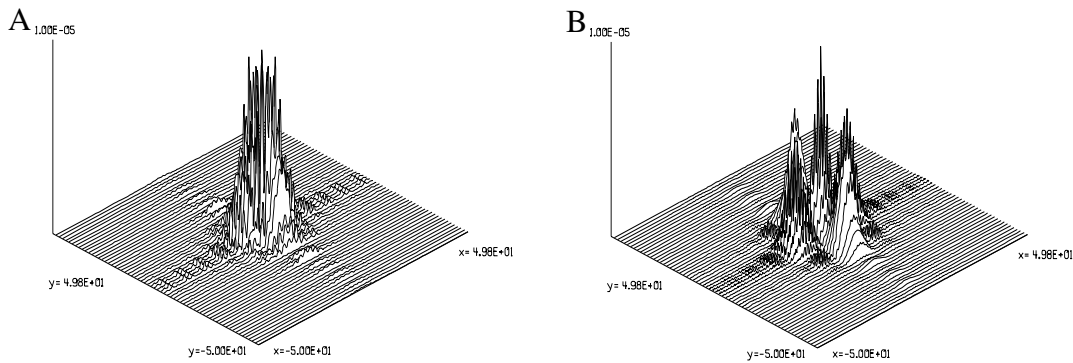 A
1.00E-05
x= 4.98E+01
y= 4.98E+01
y=-5.00E+01
x=-5.00E+01
B
1.00E-05
x= 4.98E+01
y= 4.98E+01
y=-5.00E+01
x=-5.00E+01